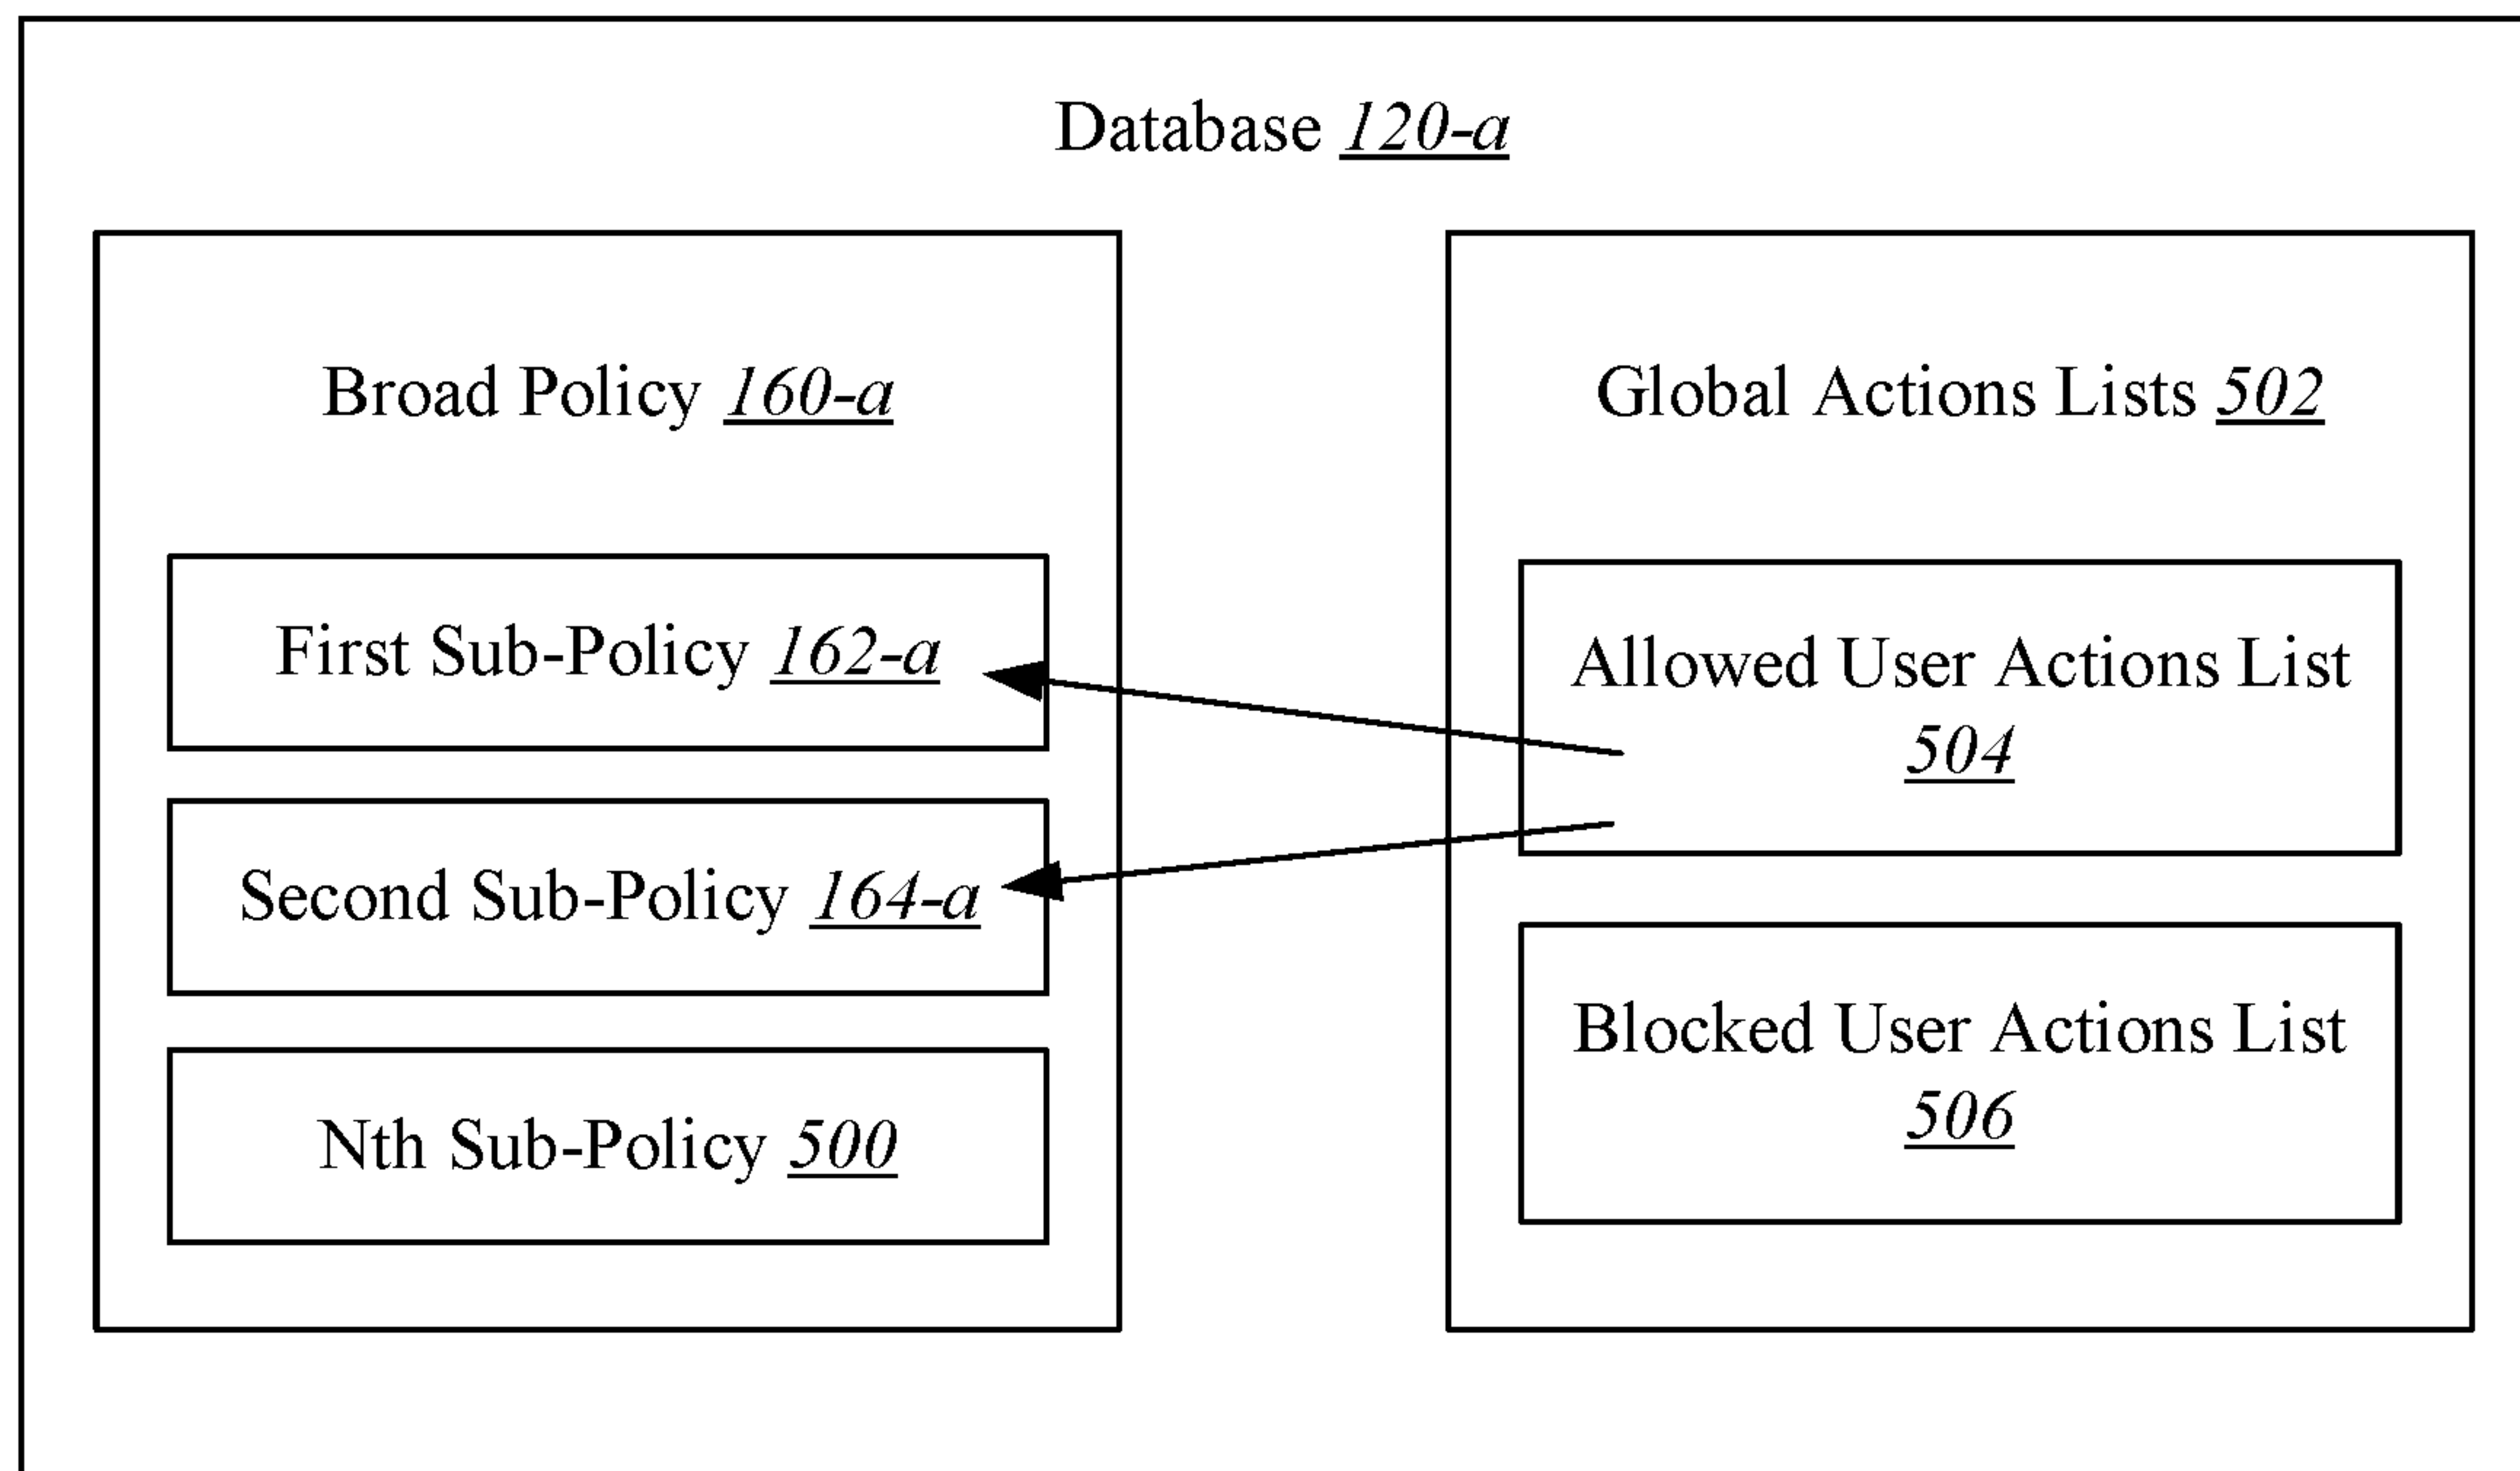 Database 120-a
Broad Policy 160-a
First Sub-Policy 162-a
Second Sub-Policy 164-a
Nth Sub-Policy 500
Global Actions Lists 502
Allowed User Actions List
504
Blocked User Actions List
506